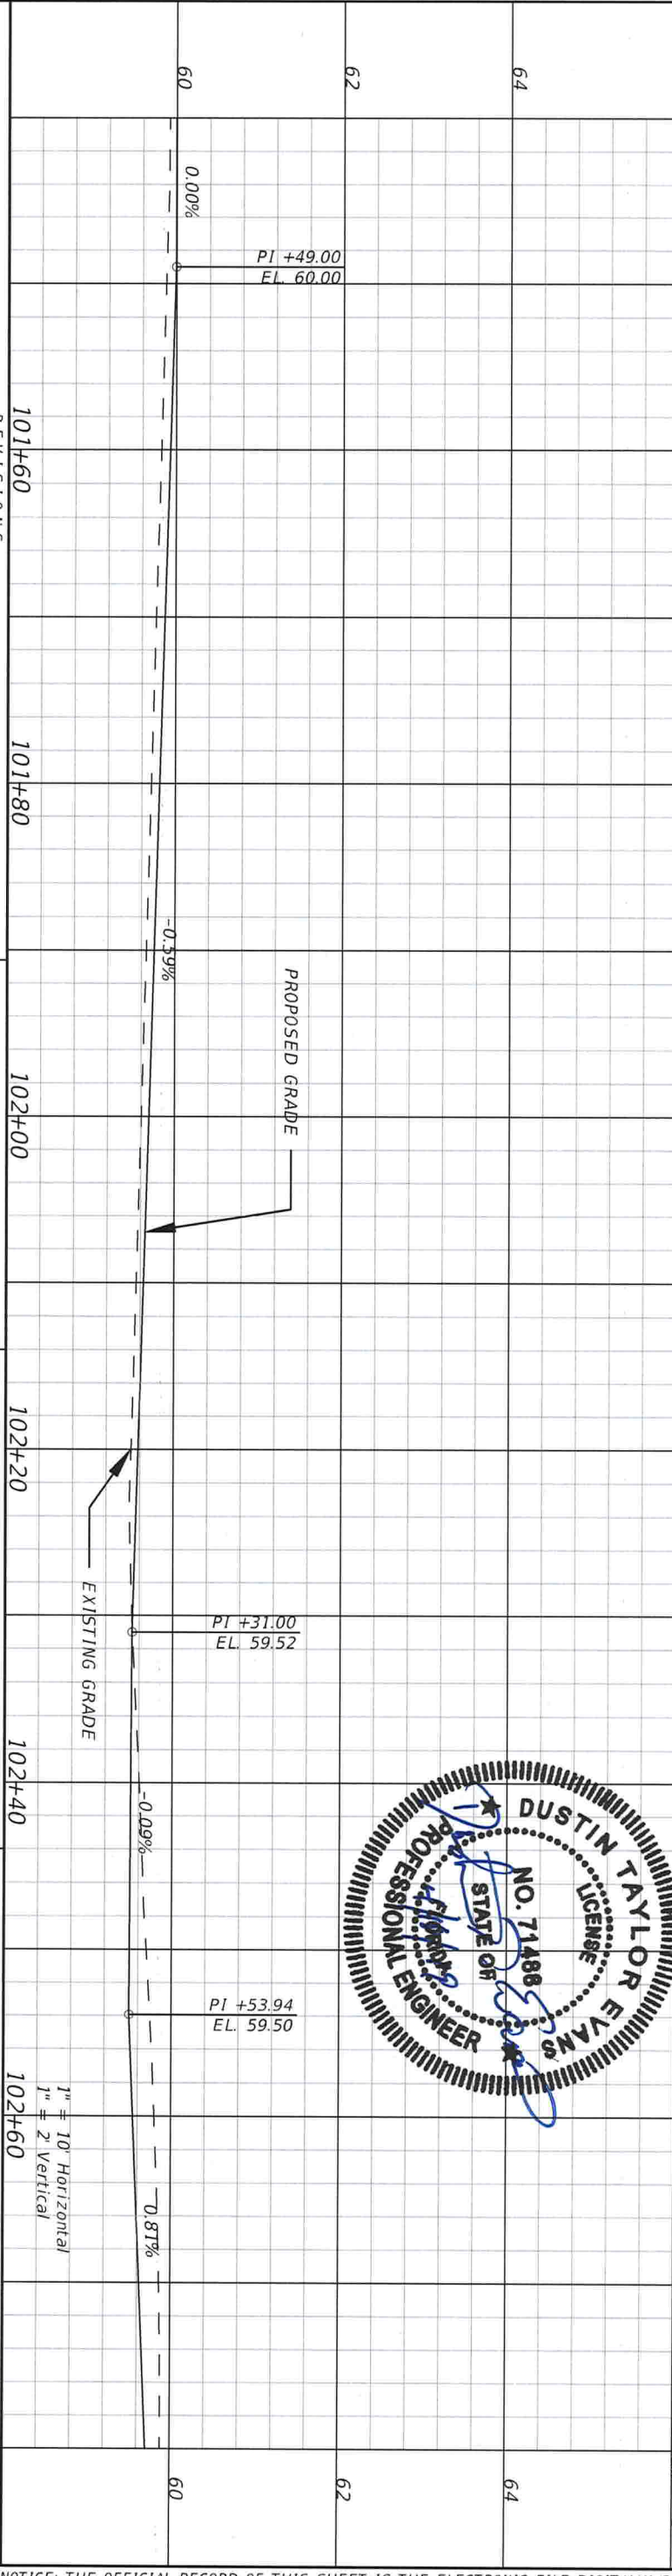 64
62
60
64
62
60
PI +49.00
EL. 60.00
0.00%
-0.59%
PROPOSED GRADE
PI +31.00
EL. 59.52
EXISTING GRADE
-0.09%
PI +53.94
EL. 59.50
0.81%
DUSTIN TAYLOR EVANS
LICENSE
NO. 71488
STATE OF
PROFESSIONAL ENGINEER
1" = 10' Horizontal
1" = 2' Vertical
101+60
101+80
102+00
102+20
102+40
102+60
REVISIONS
NOTICE: THE OFFICIAL RECORD OF THIS SHEET IS THE ELECTRONIC FILE